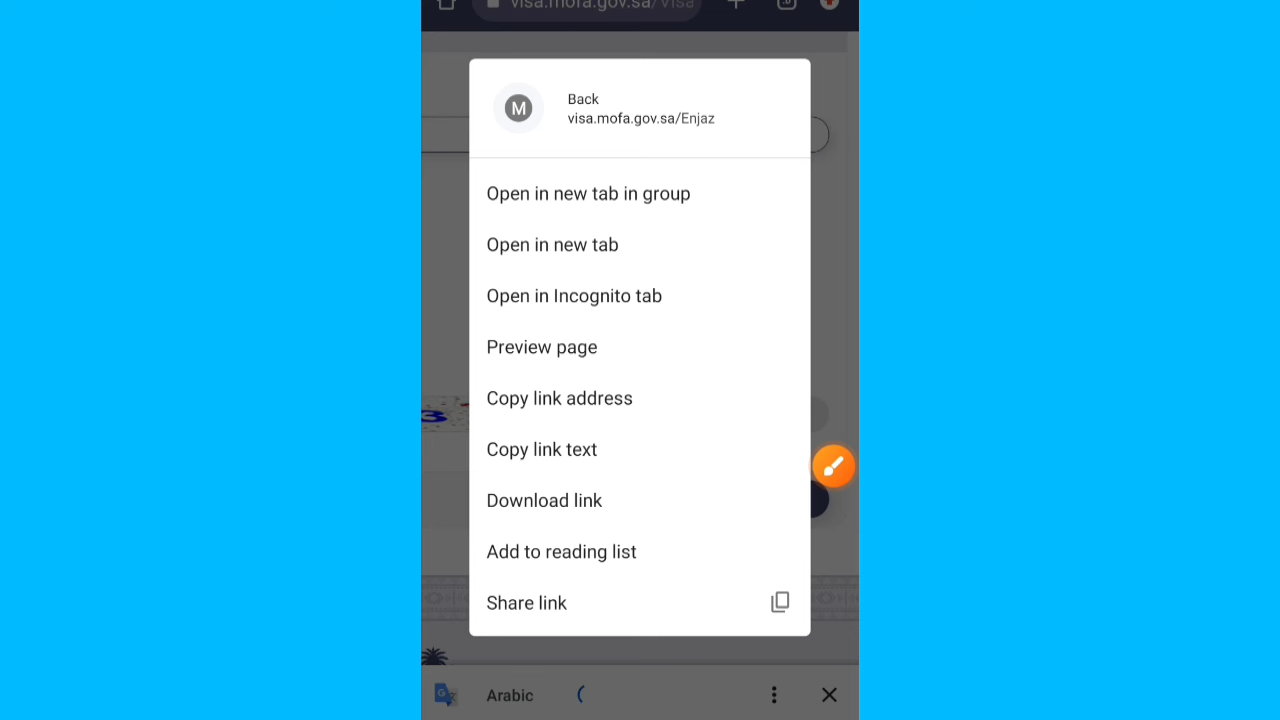 visa.mofa.gov.sa/visa
M
Back
visa.mofa.gov.sa/Enjaz
Open in new tab in group
Open in new tab
Open in Incognito tab
Preview page
Copy link address
Copy link text
Download link
Add to reading list
Share link
3
Arabic